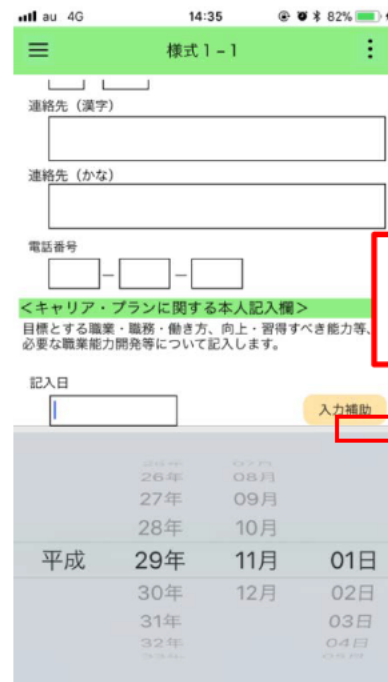 au 4G 14:35 82%
様式1-1
連絡先（漢字）
連絡先（かな）
電話番号
－ －
＜キャリア・プランに関する本人記入欄＞
目標とする職業・職務・働き方、向上・習得すべき能力等、
必要な職業能力開発等について記入します。
記入日
入力補助
26年 08月
27年 09月
28年 10月
平成 29年 11月 01日
30年 12月 02日
31年 03日
32年 04日